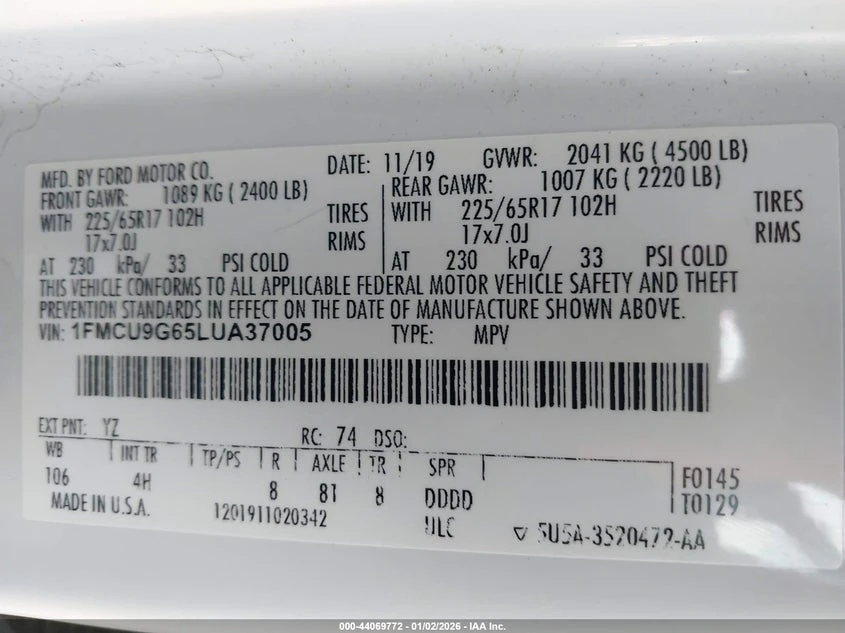 MFD. BY FORD MOTOR CO. DATE: 11/19 GVWR: 2041 KG ( 4500 LB)
FRONT GAWR: 1089 KG ( 2400 LB) REAR GAWR: 1007 KG ( 2220 LB)
WITH 225/65R17 102H TIRES WITH 225/65R17 102H TIRES
17x7.0J RIMS 17x7.0J RIMS
AT 230 kPa/ 33 PSI COLD AT 230 kPa/ 33 PSI COLD
THIS VEHICLE CONFORMS TO ALL APPLICABLE FEDERAL MOTOR VEHICLE SAFETY AND THEFT
PREVENTION STANDARDS IN EFFECT ON THE DATE OF MANUFACTURE SHOWN ABOVE.
VIN: 1FMCU9G65LUA37005 TYPE: MPV
EXT PNT: YZ RC: 74 DSO:
WB INT TR TP/PS R AXLE TR SPR F0145
106 4H 8 81 8 DDDD T0129
MADE IN U.S.A. 1201911020342 ULC 5U5A-3520472-AA
000-44069772 - 01/02/2026 - IAA Inc.